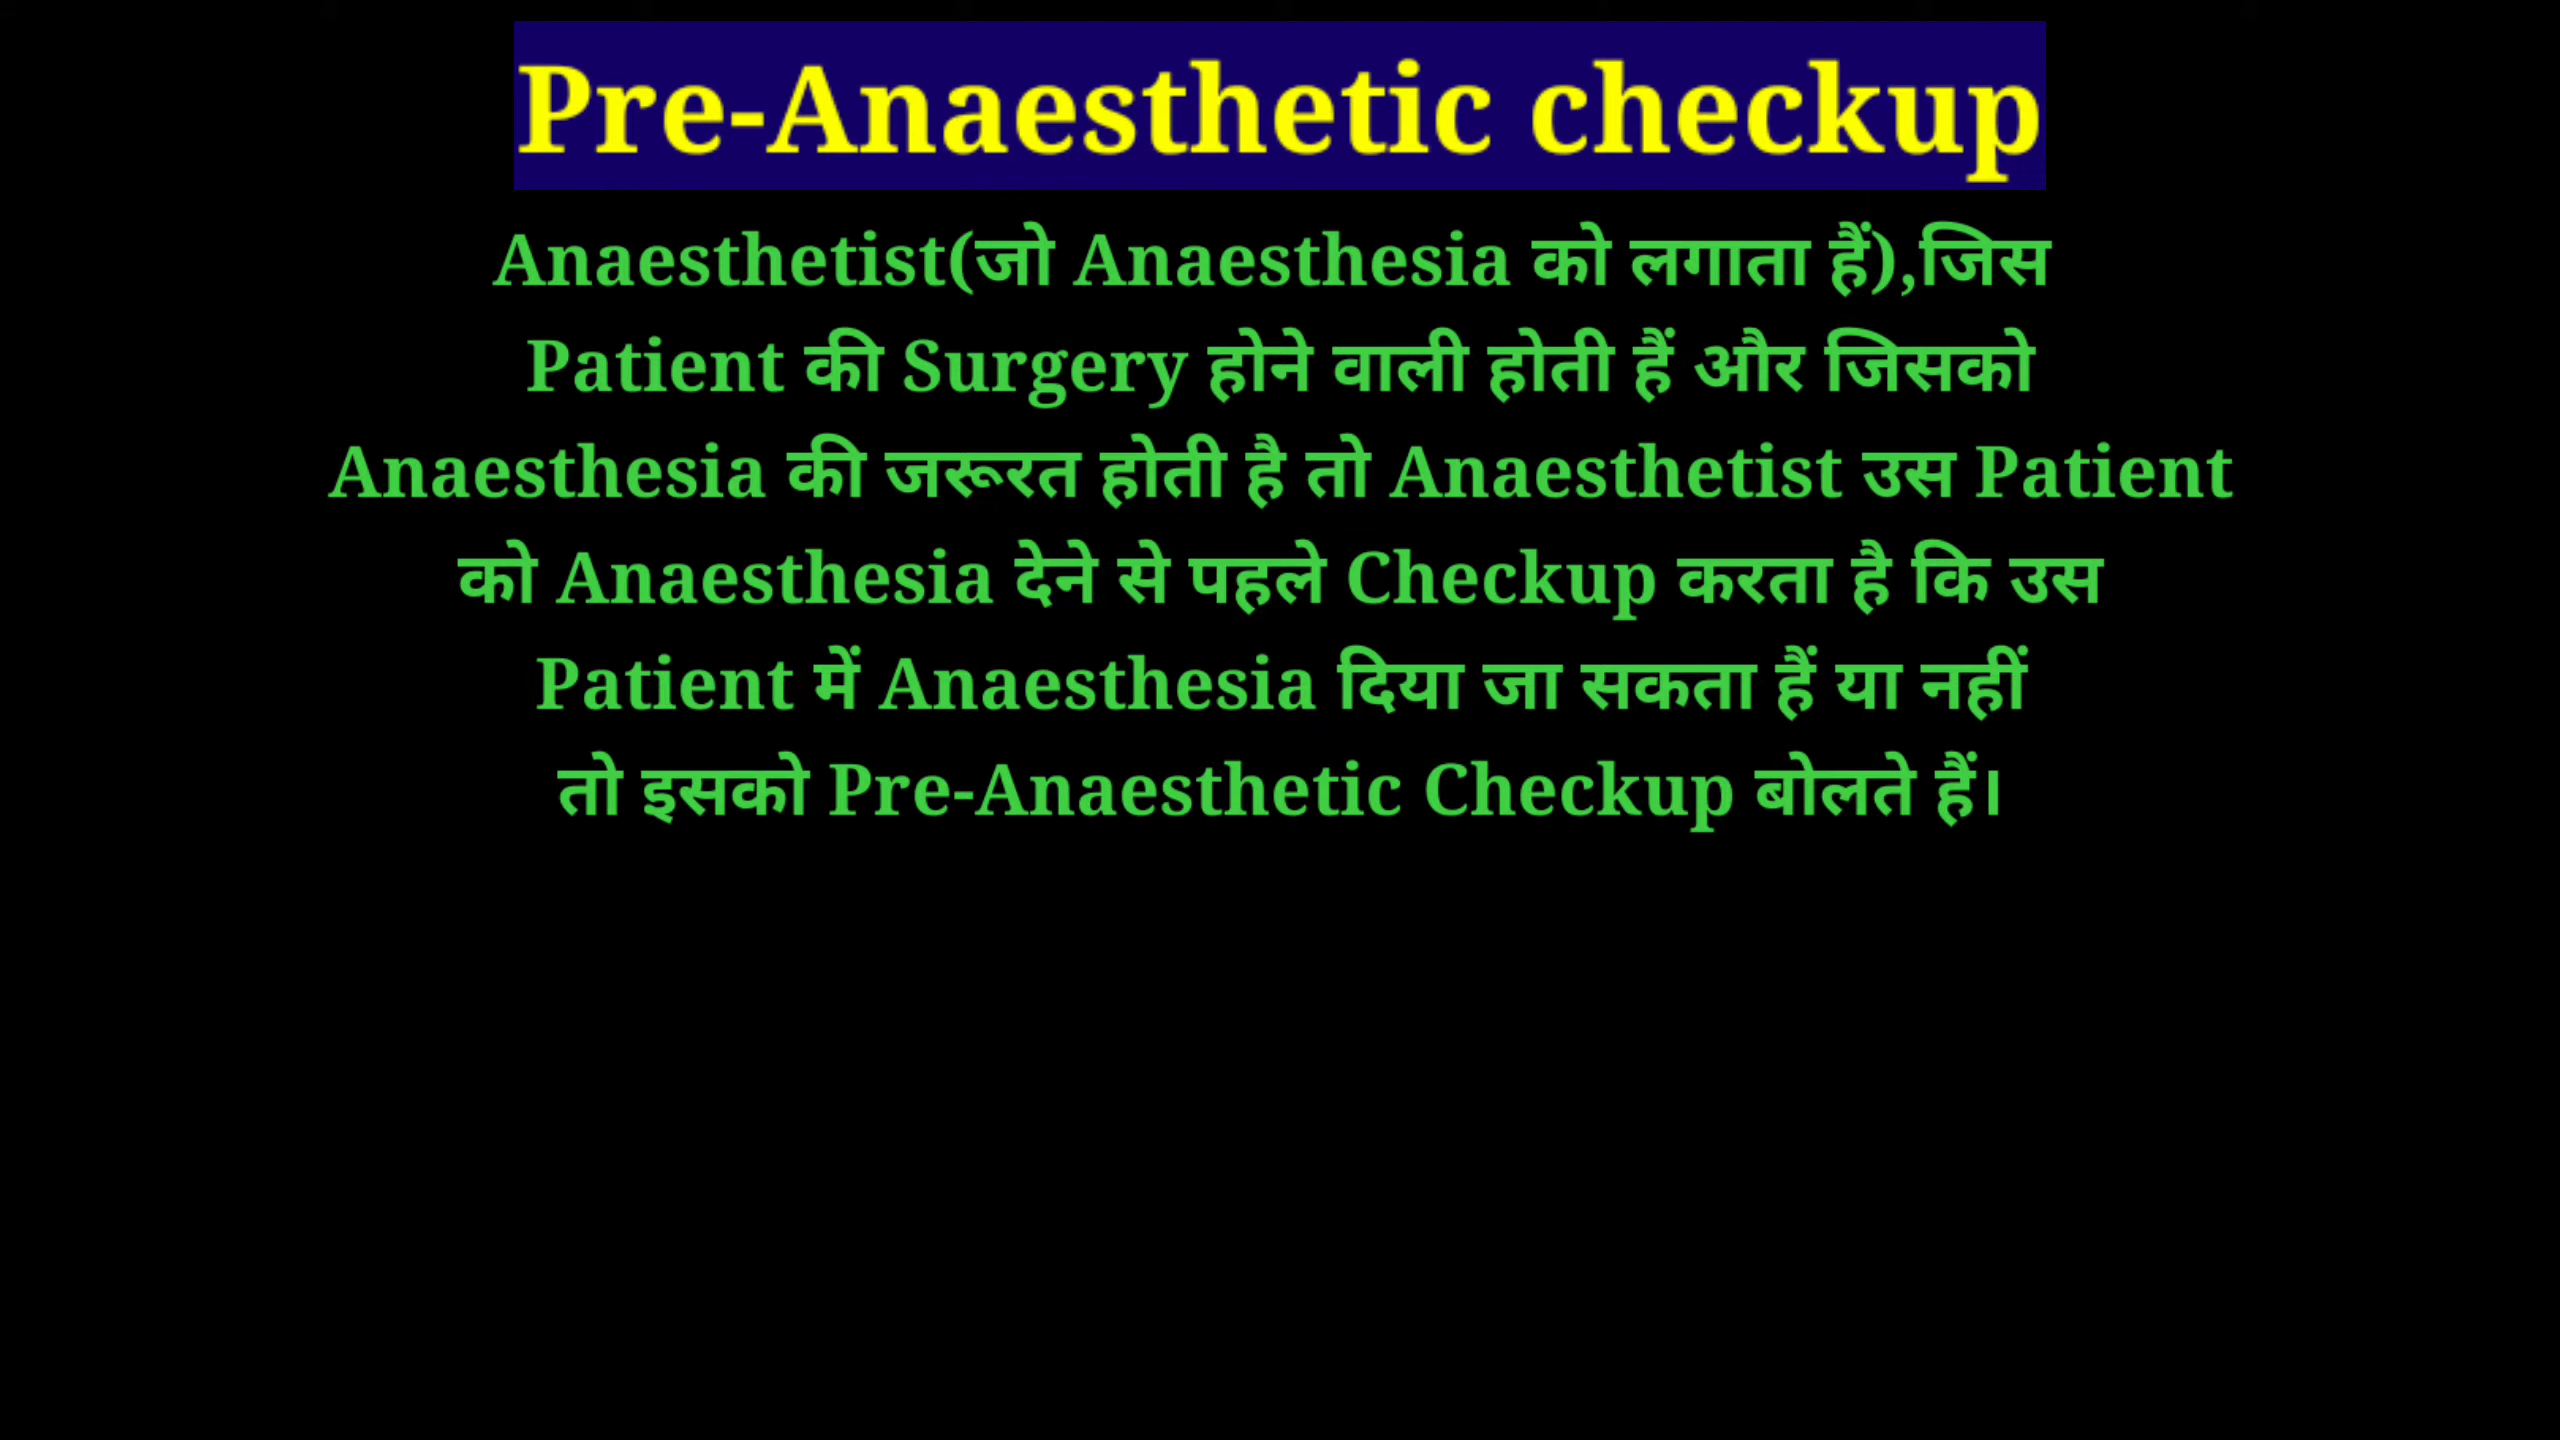 Pre-Anaesthetic checkup
Anaesthetist(जो Anaesthesia को लगाता हैं),जिस
Patient की Surgery होने वाली होती हैं और जिसको
Anaesthesia की जरूरत होती है तो Anaesthetist उस Patient
को Anaesthesia देने से पहले Checkup करता है कि उस
Patient में Anaesthesia दिया जा सकता हैं या नहीं
तो इसको Pre-Anaesthetic Checkup बोलते हैं।